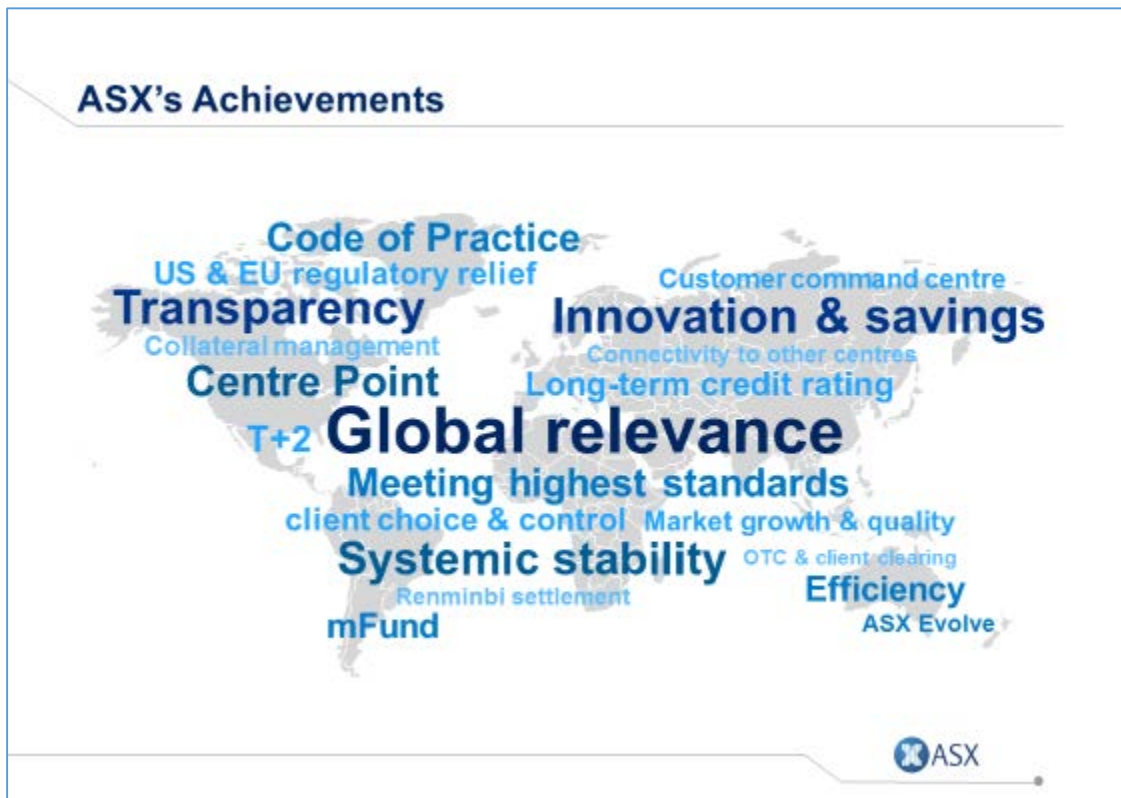 ASX's Achievements
Code of Practice
US & EU regulatory relief
Customer command centre
Transparency
Innovation & savings
Collateral management
Connectivity to other centres
Centre Point
Long-term credit rating
T+2
Global relevance
Meeting highest standards
client choice & control
Market growth & quality
Systemic stability
OTC & client clearing
Efficiency
Renminbi settlement
mFund
ASX Evolve
ASX